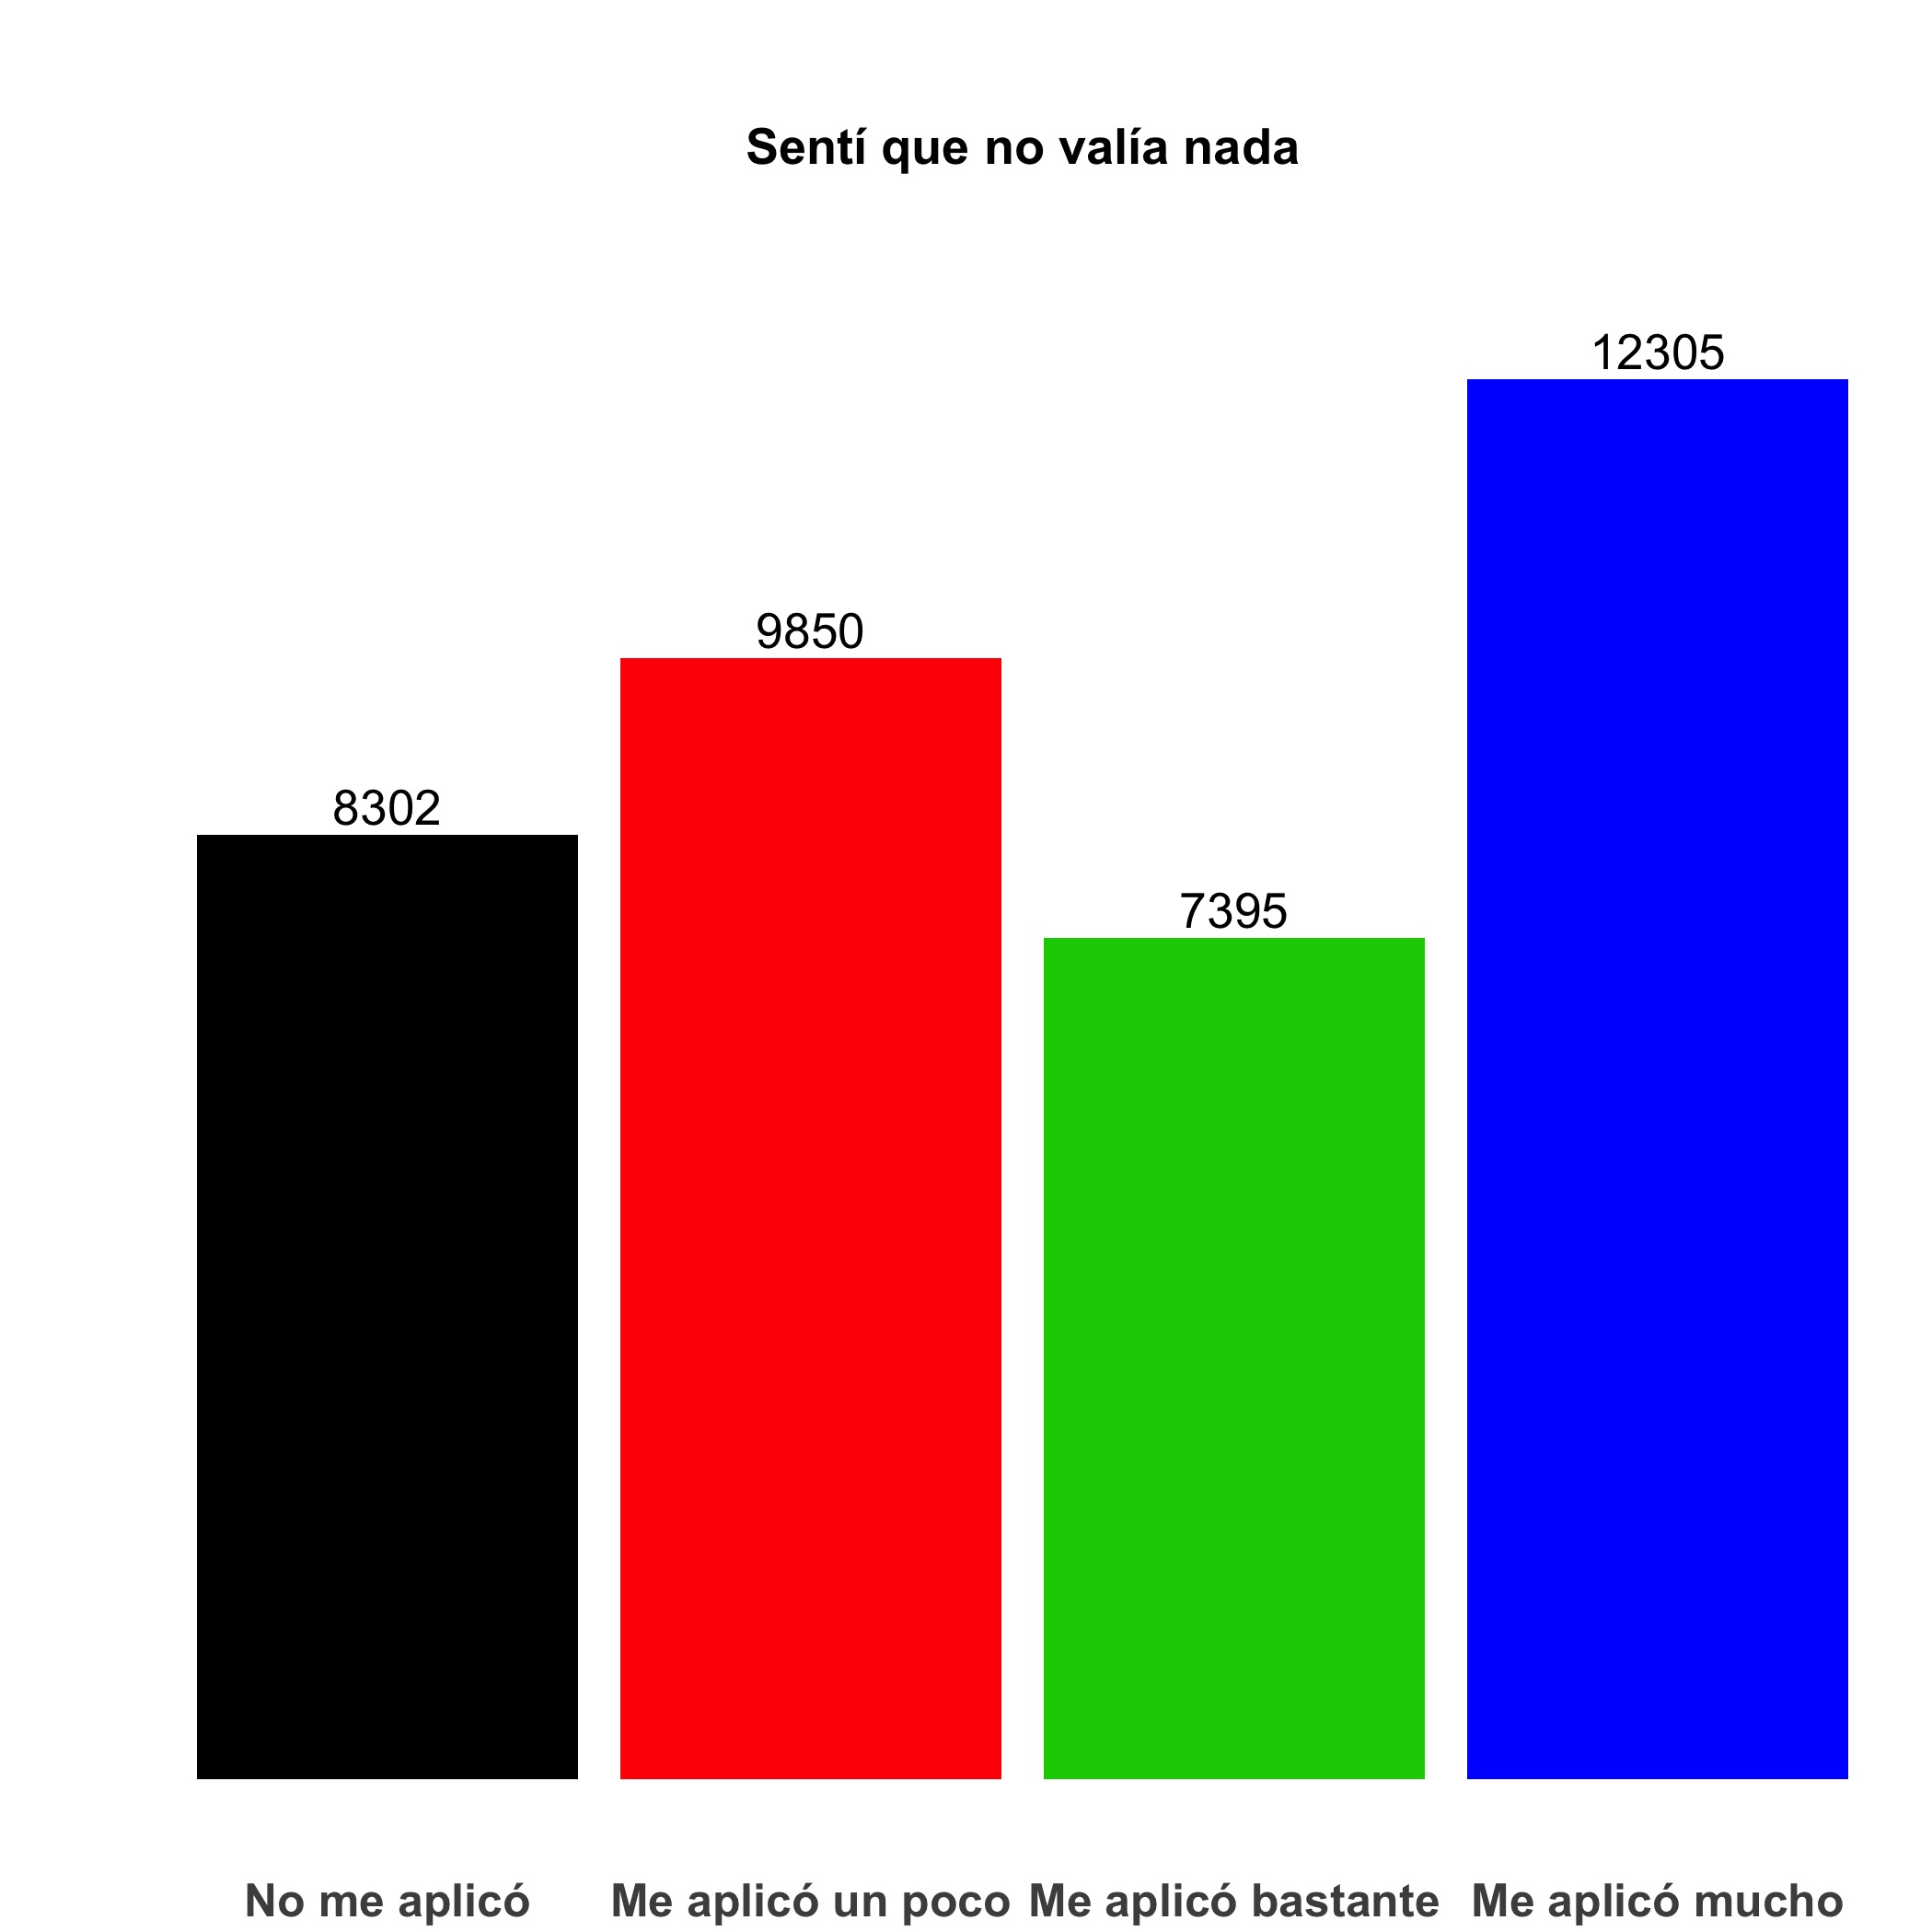 Sentí que no valía nada
12305
9850
8302
7395
No me aplicó Me aplicó un poco Me aplicó bastante Me aplicó mucho